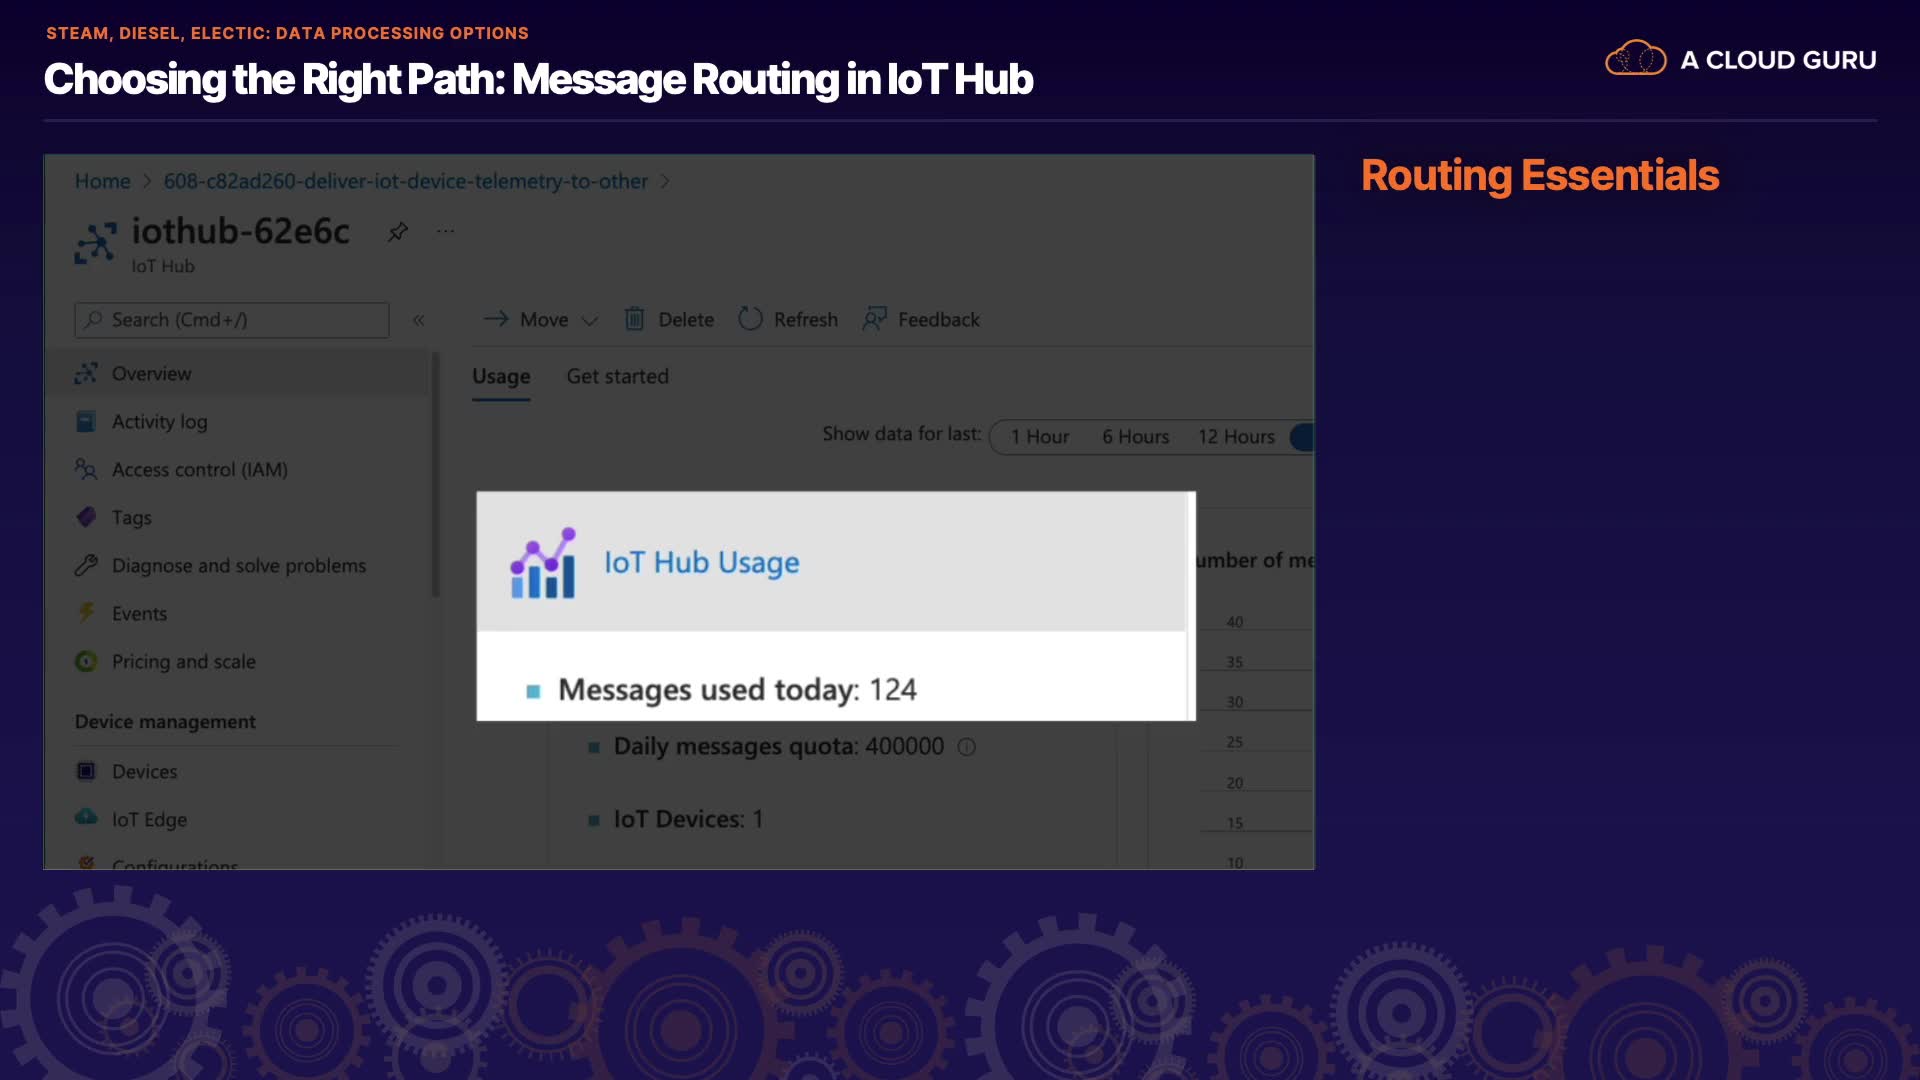 STEAM, DIESEL, ELECTIC: DATA PROCESSING OPTIONS
Choosing the Right Path: Message Routing in IoT Hub
A CLOUD GURU
Routing Essentials
Home > 608-c82ad260-deliver-iot-device-telemetry-to-other >
iothub-62e6c ...
IoT Hub
Search (Cmd+/) «
Move Delete Refresh Feedback
Overview
Activity log
Access control (IAM)
Tags
Diagnose and solve problems
Events
Pricing and scale
Device management
Devices
IoT Edge
Configurations
Usage Get started
Show data for last: 1 Hour 6 Hours 12 Hours
IoT Hub Usage
Messages used today: 124
Daily messages quota: 400000
IoT Devices: 1
umber of me
40
35
30
25
20
15
10